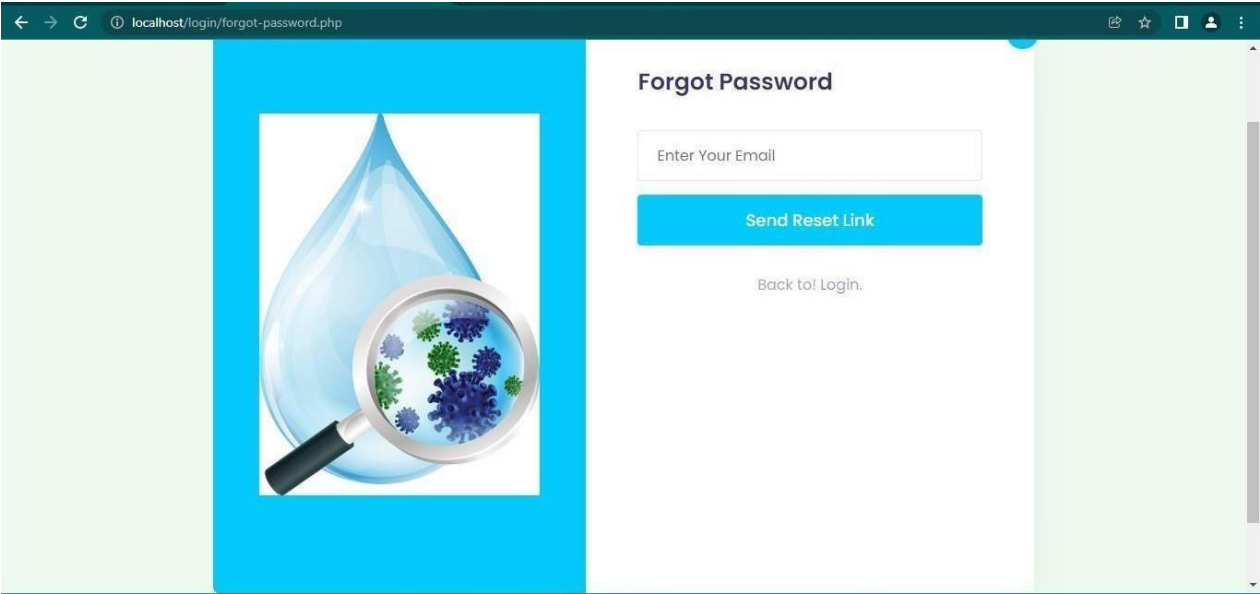 localhost/login/forgot-password.php
Forgot Password
Enter Your Email
Send Reset Link
Back to! Login.